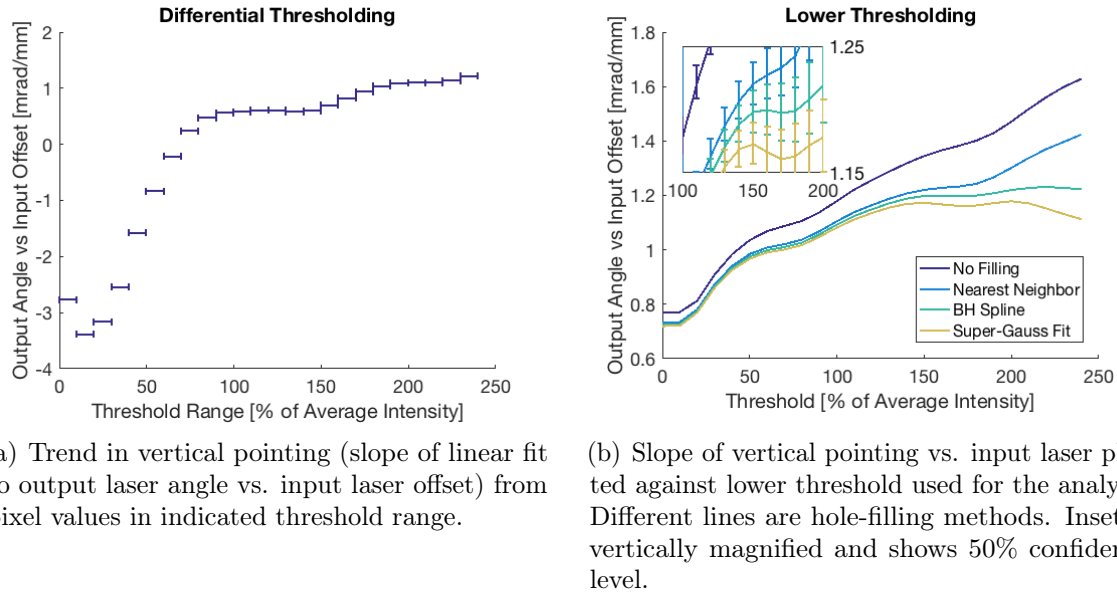 Differential Thresholding
Output Angle vs Input Offset [mrad/mm]
2
1
0
-1
-2
-3
-4
0 50 100 150 200 250
Threshold Range [% of Average Intensity]
a) Trend in vertical pointing (slope of linear fit
o output laser angle vs. input laser offset) from
pixel values in indicated threshold range.
Lower Thresholding
Output Angle vs Input Offset [mrad/mm]
1.8
1.6
1.4
1.2
1
0.8
0.6
1.25
1.15
100 150 200
No Filling
Nearest Neighbor
BH Spline
Super-Gauss Fit
0 50 100 150 200 250
Threshold [% of Average Intensity]
(b) Slope of vertical pointing vs. input laser pl
ted against lower threshold used for the analy
Different lines are hole-filling methods. Inset
vertically magnified and shows 50% confiden
level.